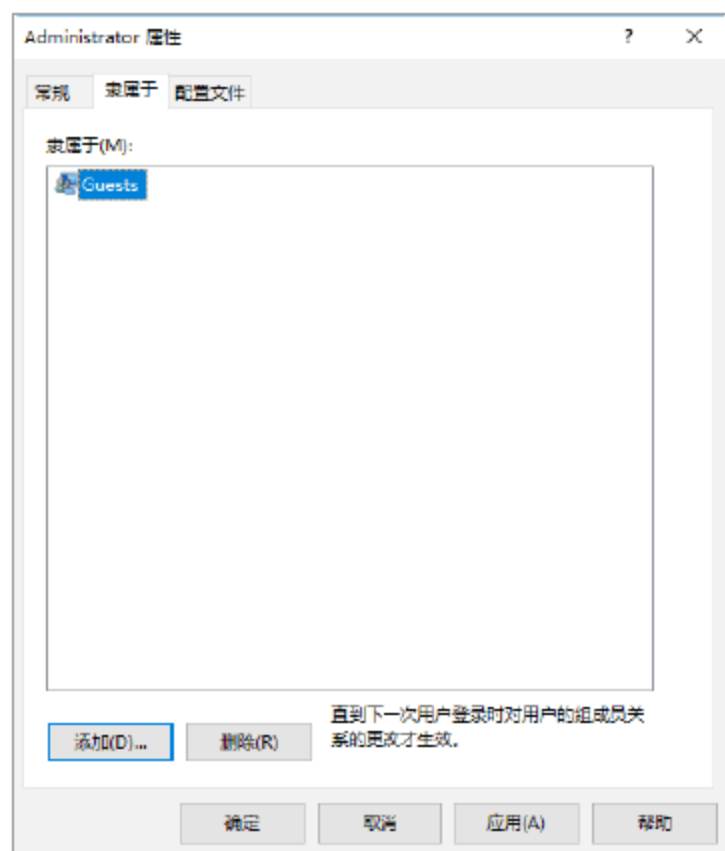 Administrator 属性
?
常规 隶属于 配置文件
隶属于(M):
Guests
添加(D)...
删除(R)
直到下一次用户登录时对用户的组成员关
系的更改才生效。
确定 取消 应用(A) 帮助